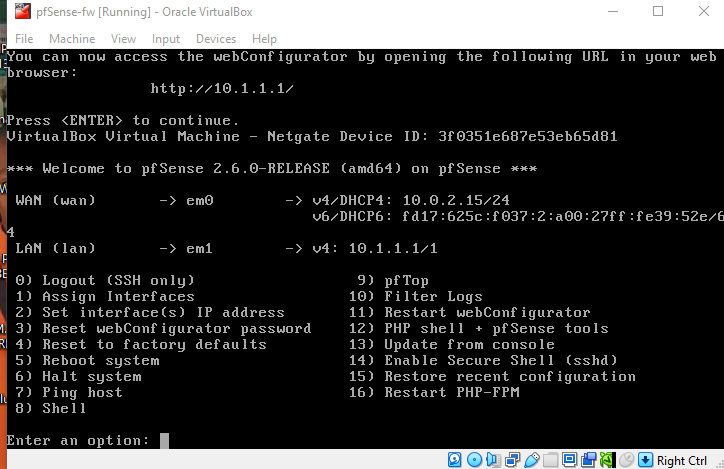 pfSense-fw [Running] - Oracle VirtualBox
File Machine View Input Devices Help
You can now access the webConfigurator by opening the following URL in your web
browser:
http://10.1.1.1/
Press <ENTER> to continue.
VirtualBox Virtual Machine - Netgate Device ID: 3f0351e687e53eb65d81
*** Welcome to pfSense 2.6.0-RELEASE (amd64) on pfSense ***
WAN (wan) -> em0 -> v4/DHCP4: 10.0.2.15/24
v6/DHCP6: fd17:625c:f037:2:a00:27ff:fe39:52e/6
4
LAN (lan) -> em1 -> v4: 10.1.1.1/1
0) Logout (SSH only) 9) pfTop
1) Assign Interfaces 10) Filter Logs
2) Set interface(s) IP address 11) Restart webConfigurator
3) Reset webConfigurator password 12) PHP shell + pfSense tools
4) Reset to factory defaults 13) Update from console
5) Reboot system 14) Enable Secure Shell (sshd)
6) Halt system 15) Restore recent configuration
7) Ping host 16) Restart PHP-FPM
8) Shell
Enter an option:
Right Ctrl